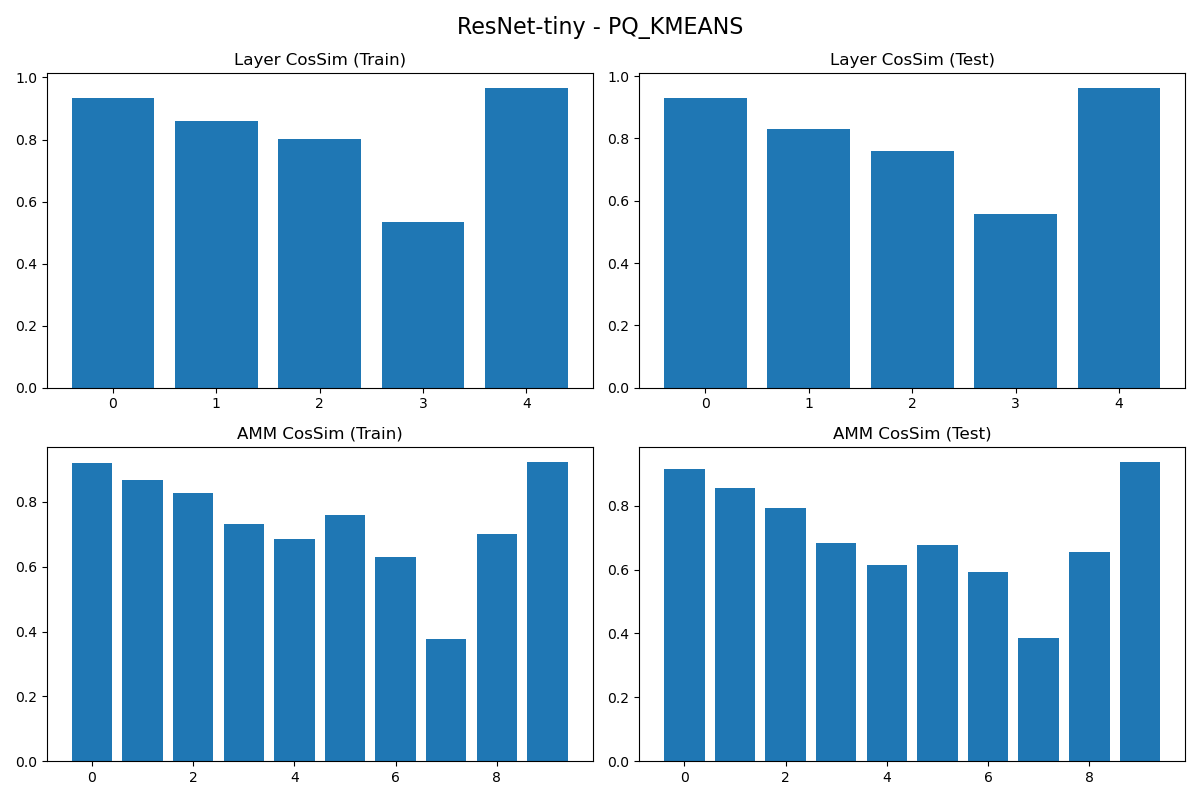 ResNet-tiny - PQ_KMEANS
Layer CosSim (Train)
1.0
0.8
0.6
0.4
0.2
0.0
0 1 2 3 4
Layer CosSim (Test)
1.0
0.8
0.6
0.4
0.2
0.0
0 1 2 3 4
AMM CosSim (Train)
0.8
0.6
0.4
0.2
0.0
0 2 4 6 8
AMM CosSim (Test)
0.8
0.6
0.4
0.2
0.0
0 2 4 6 8